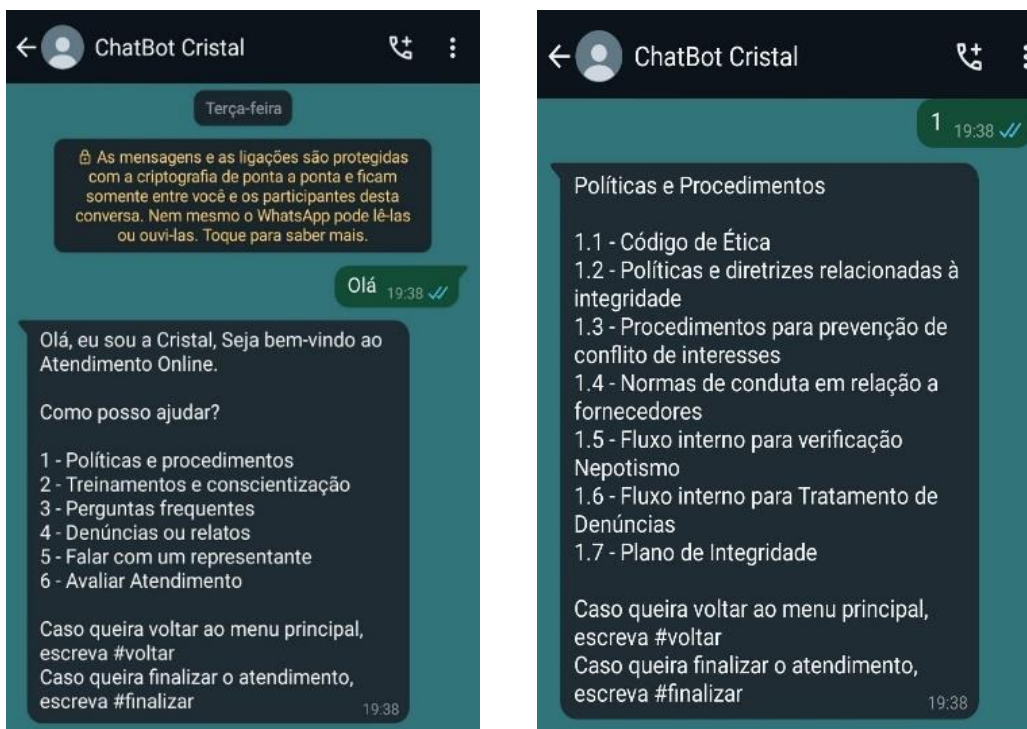 ChatBot Cristal
Terça-feira
As mensagens e as ligações são protegidas
com a criptografia de ponta a ponta e ficam
somente entre você e os participantes desta
conversa. Nem mesmo o WhatsApp pode lê-las
ou ouvi-las. Toque para saber mais.
Olá 19:38
Olá, eu sou a Cristal, Seja bem-vindo ao
Atendimento Online.
Como posso ajudar?
1 - Políticas e procedimentos
2 - Treinamentos e conscientização
3 - Perguntas frequentes
4 - Denúncias ou relatos
5 - Falar com um representante
6 - Avaliar Atendimento
Caso queira voltar ao menu principal,
escreva #voltar
Caso queira finalizar o atendimento,
escreva #finalizar
19:38
ChatBot Cristal
1 19:38
Políticas e Procedimentos
1.1 - Código de Ética
1.2 - Políticas e diretrizes relacionadas à
integridade
1.3 - Procedimentos para prevenção de
conflito de interesses
1.4 - Normas de conduta em relação a
fornecedores
1.5 - Fluxo interno para verificação
Nepotismo
1.6 - Fluxo interno para Tratamento de
Denúncias
1.7 - Plano de Integridade
Caso queira voltar ao menu principal,
escreva #voltar
Caso queira finalizar o atendimento,
escreva #finalizar
19:38